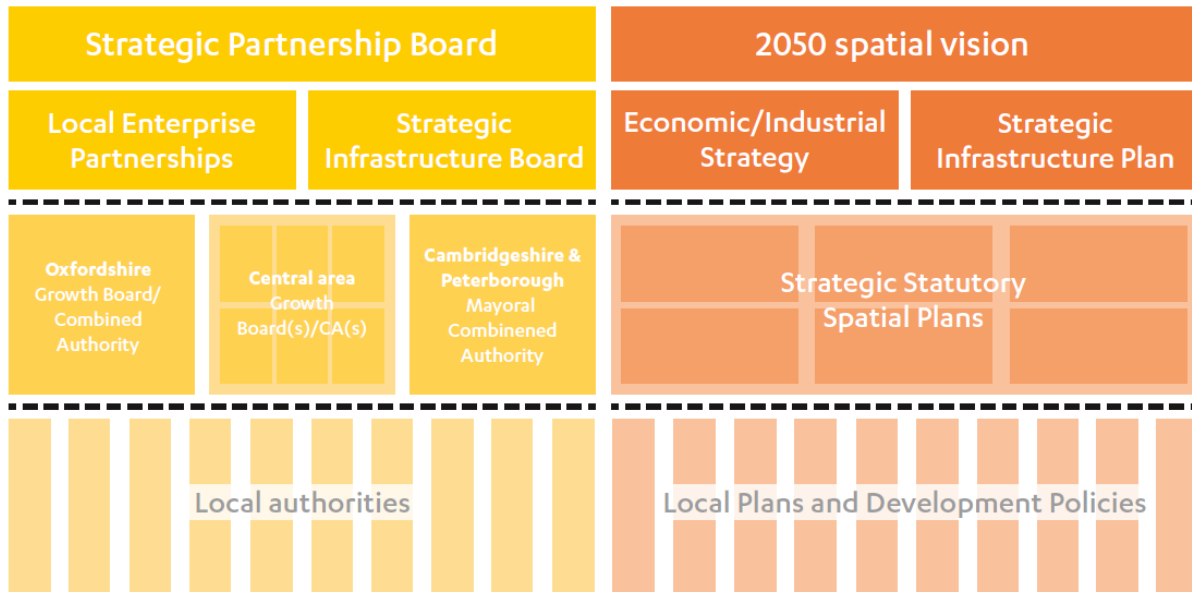 Strategic Partnership Board
2050 spatial vision
Local Enterprise
Partnerships
Strategic
Infrastructure Board
Economic/Industrial
Strategy
Strategic
Infrastructure Plan
Oxfordshire
Growth Board/
Combined
Authority
Central area
Growth
Board(s)/CA(s)
Cambridgeshire &
Peterborough
Mayoral
Combinened
Authority
Strategic Statutory
Spatial Plans
Local authorities
Local Plans and Development Policies